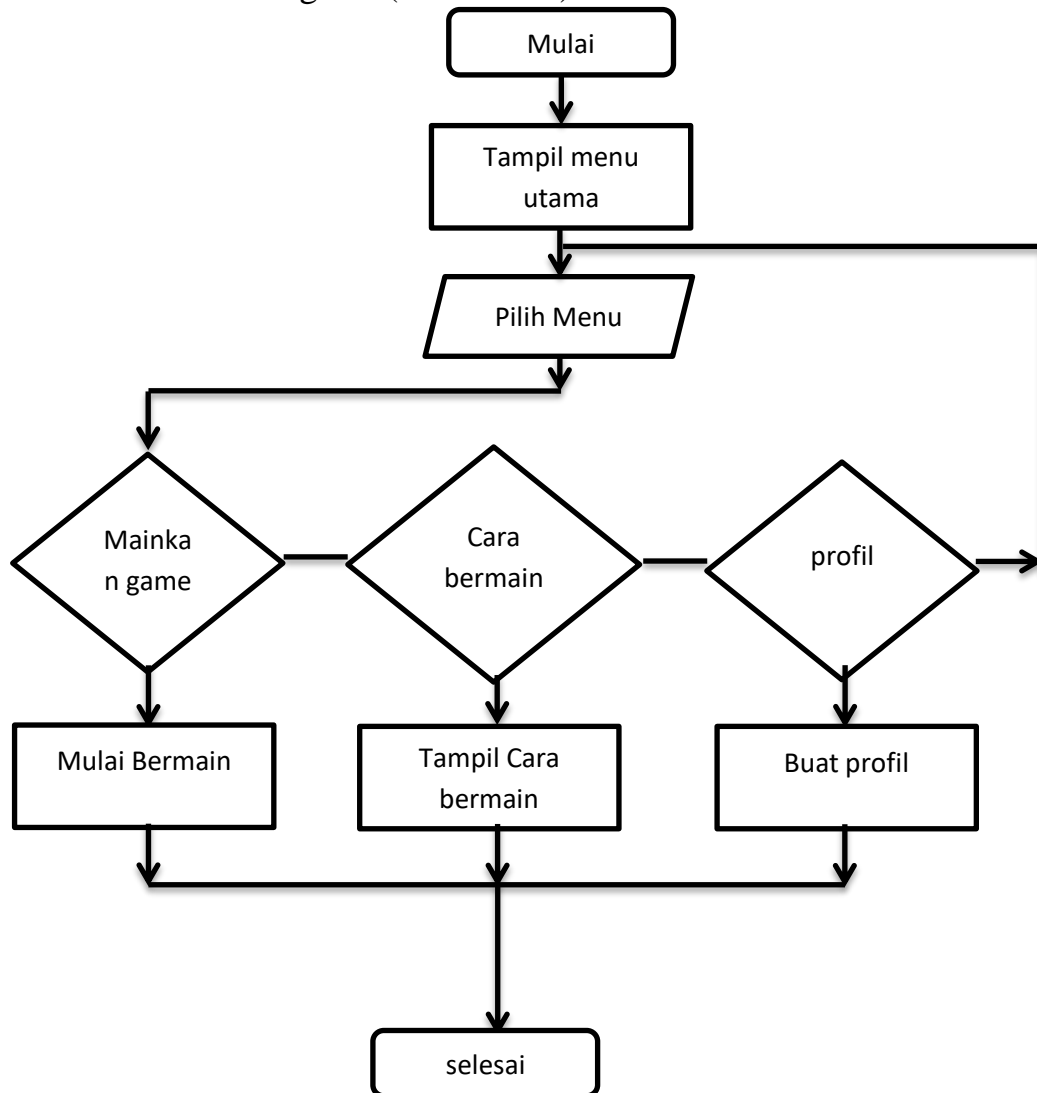 Mulai
Tampil menu
utama
Pilih Menu
Mainka
n game
Cara
bermain
profil
Mulai Bermain
Tampil Cara
bermain
Buat profil
selesai